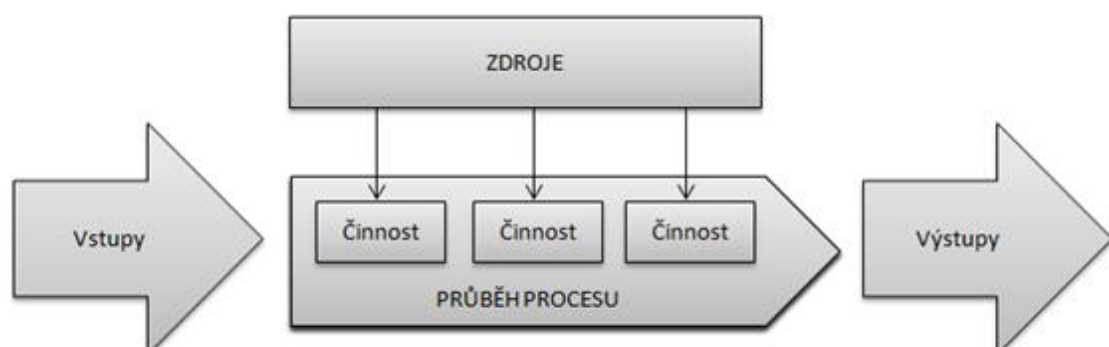 ZDROJE
Vstupy
Činnost
Činnost
Činnost
PRŮBĚH PROCESU
Výstupy